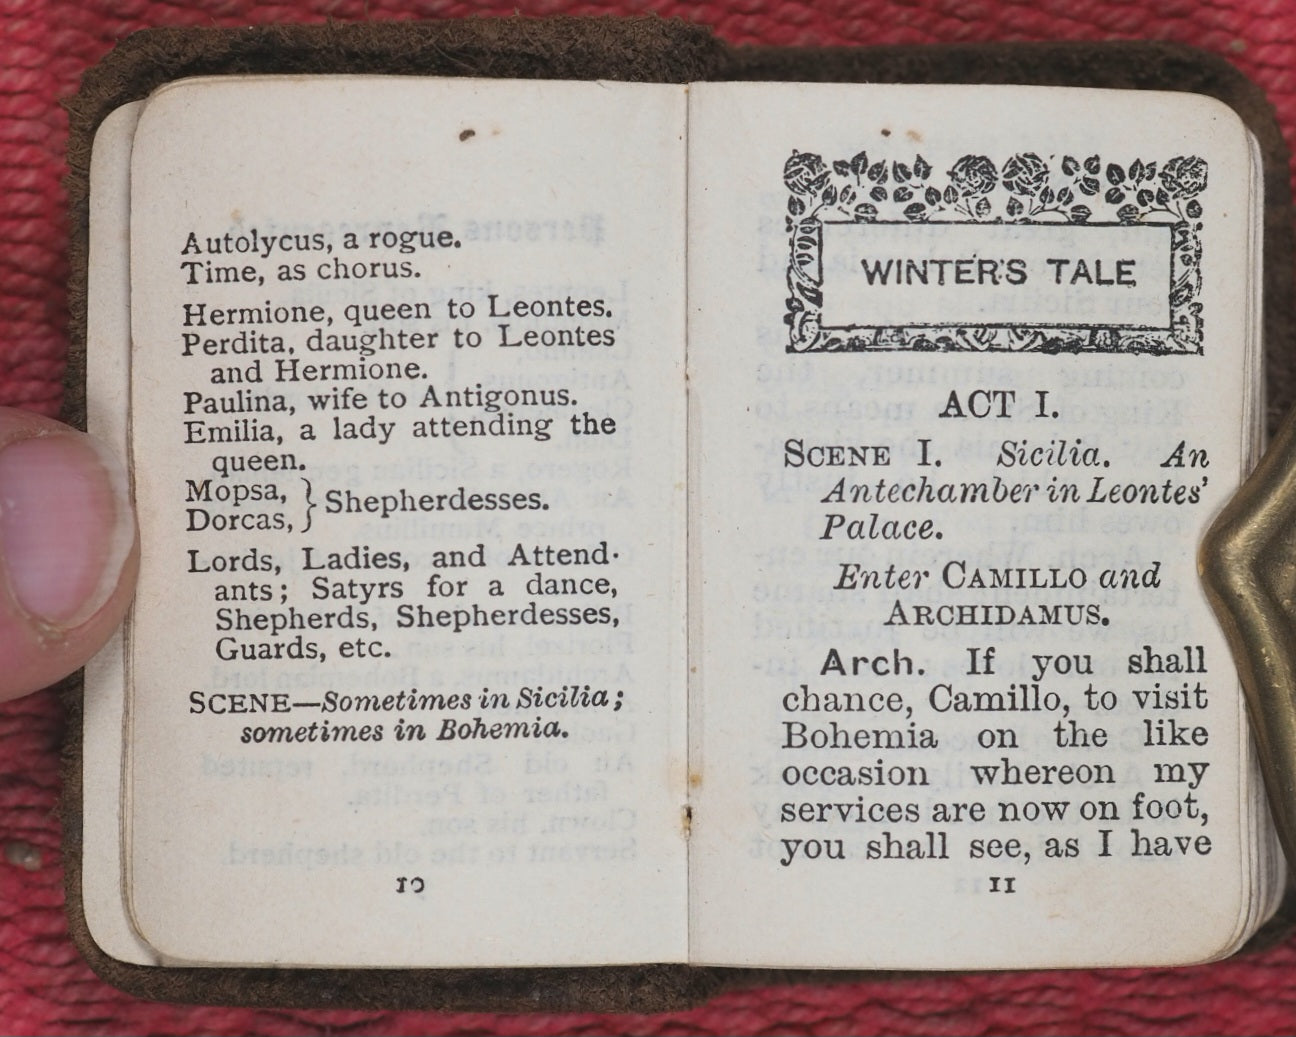 Autolycus, a rogue.
Time, as chorus.
Hermione, queen to Leontes.
Perdita, daughter to Leontes
and Hermione.
Paulina, wife to Antigonus.
Emilia, a lady attending the
queen.
Mopsa, } Shepherdesses.
Dorcas,
Lords, Ladies, and Attend-
ants; Satyrs for a dance,
Shepherds, Shepherdesses,
Guards, etc.
SCENE—Sometimes in Sicilia;
sometimes in Bohemia.
10
WINTER'S TALE
ACT I.
SCENE I. Sicilia. An
Antechamber in Leontes'
Palace.
Enter CAMILLO and
ARCHIDAMUS.
Arch. If you shall
chance, Camillo, to visit
Bohemia on the like
occasion whereon my
services are now on foot,
you shall see, as I have
11